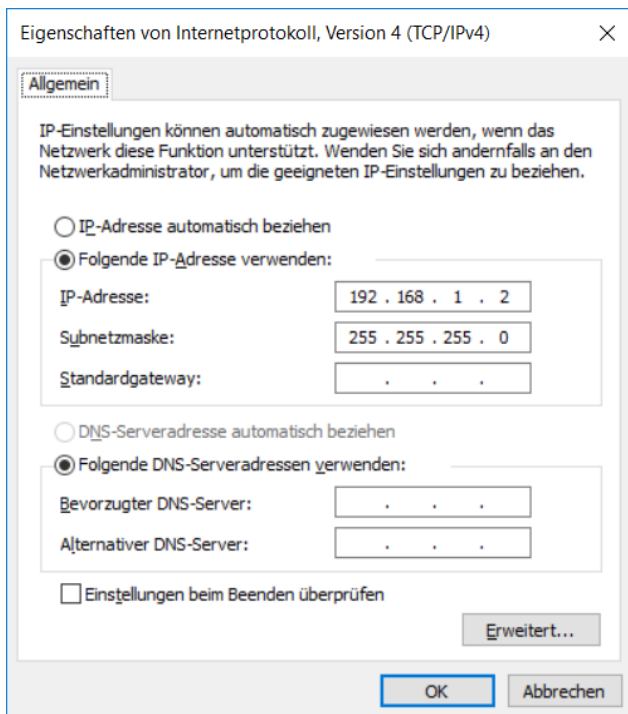 Eigenschaften von Internetprotokoll, Version 4 (TCP/IPv4)
Allgemein
IP-Einstellungen können automatisch zugewiesen werden, wenn das
Netzwerk diese Funktion unterstützt. Wenden Sie sich andernfalls an den
Netzwerkadministrator, um die geeigneten IP-Einstellungen zu beziehen.
IP-Adresse automatisch beziehen
Folgende IP-Adresse verwenden:
IP-Adresse: 192 . 168 . 1 . 2
Subnetzmaske: 255 . 255 . 255 . 0
Standardgateway: . . .
DNS-Serveradresse automatisch beziehen
Folgende DNS-Serveradressen verwenden:
Bevorzugter DNS-Server: . . .
Alternativer DNS-Server: . . .
Einstellungen beim Beenden überprüfen
Erweitert...
OK Abbrechen